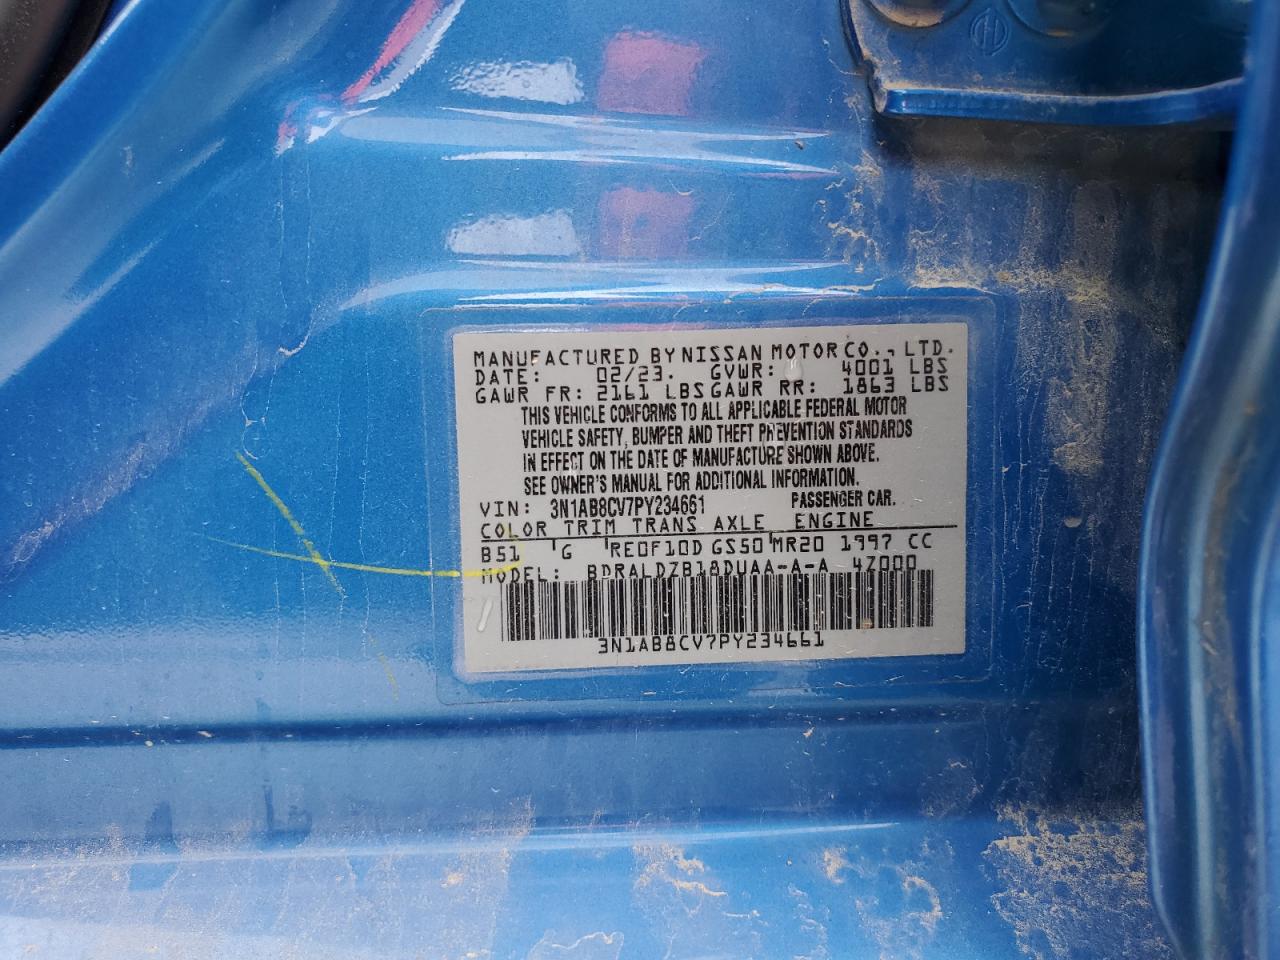 MANUFACTURED BY NISSAN MOTOR CO., LTD.
DATE: 02/23. GVWR: 4001 LBS
GAWR FR: 2161 LBS GAWR RR: 1863 LBS
THIS VEHICLE CONFORMS TO ALL APPLICABLE FEDERAL MOTOR
VEHICLE SAFETY, BUMPER AND THEFT PREVENTION STANDARDS
IN EFFECT ON THE DATE OF MANUFACTURE SHOWN ABOVE.
SEE OWNER'S MANUAL FOR ADDITIONAL INFORMATION.
VIN: 3N1AB8CV7PY234661 PASSENGER CAR.
COLOR TRIM TRANS AXLE ENGINE
B51 G RE0F10D GS50 MR20 1997 CC
MODEL: BDRALDZB18DUAA-A-A 4Z000
3N1AB8CV7PY234661